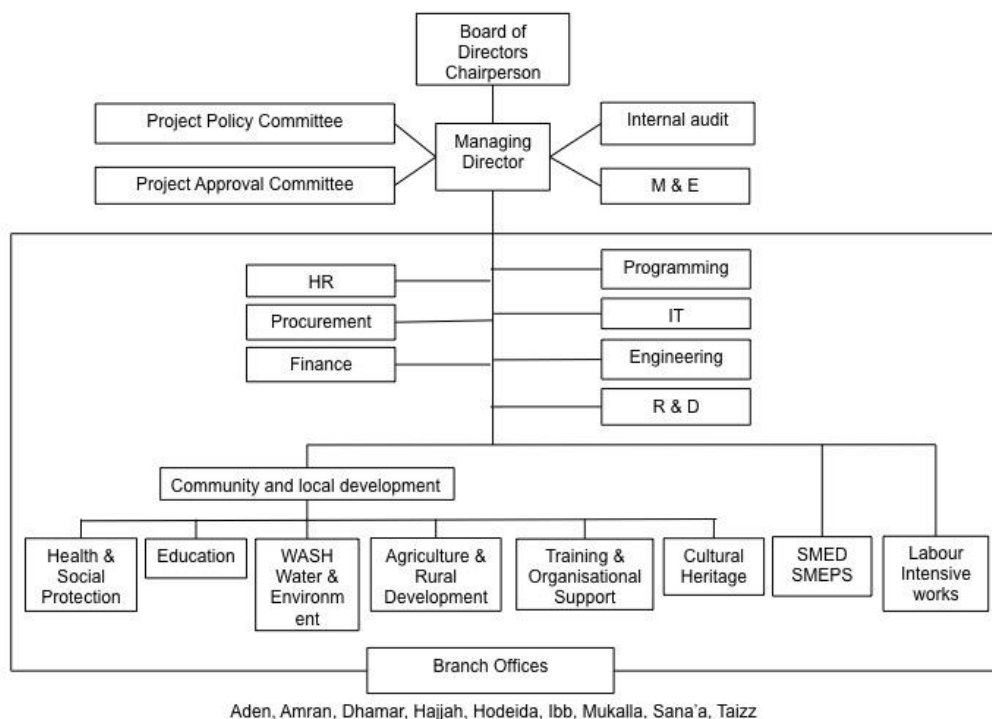 Board of
Directors
Chairperson
Project Policy Committee
Internal audit
Managing
Director
Project Approval Committee
M & E
HR
Programming
Procurement
IT
Finance
Engineering
R & D
Community and local development
Health &
Social
Protection
Education
WASH
Water &
Environm
ent
Agriculture &
Rural
Development
Training &
Organisational
Support
Cultural
Heritage
SMED
SMEPS
Labour
Intensive
works
Branch Offices
Aden, Amran, Dhamar, Hajjah, Hodeida, Ibb, Mukalla, Sana’a, Taizz